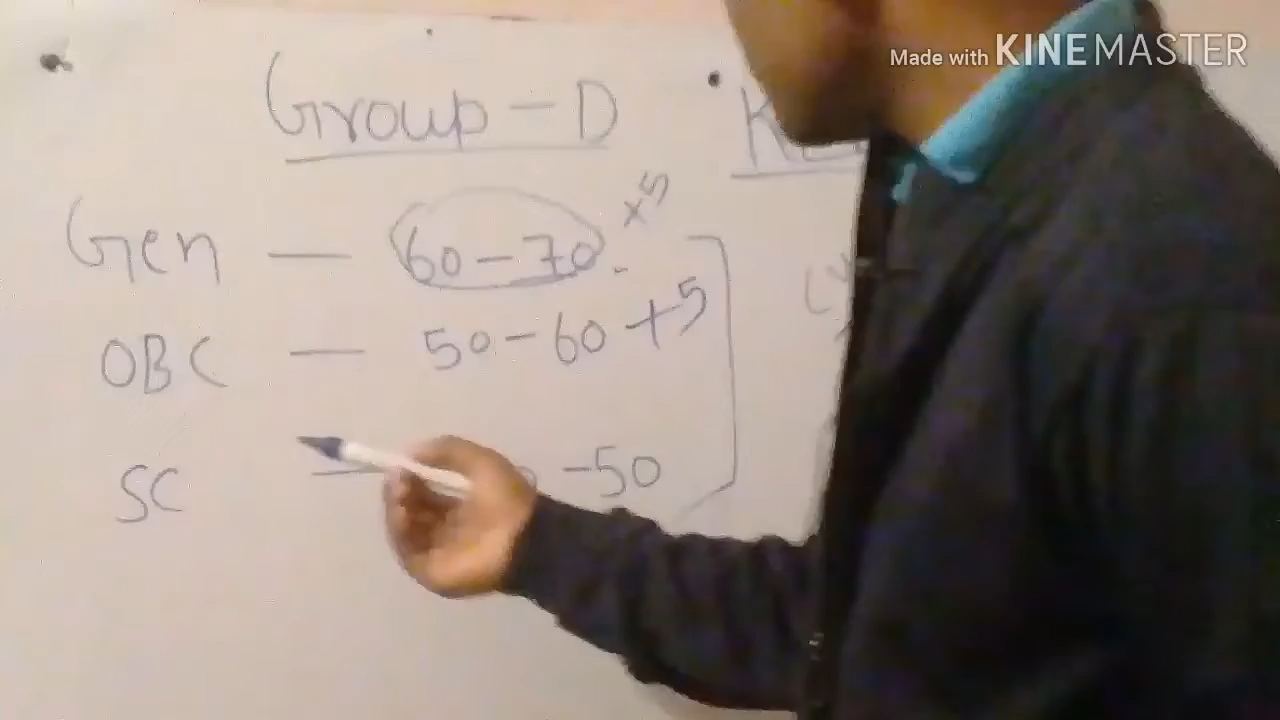 Made with KINEMASTER
Group - D
Gen — 60 - 70 +5
OBC — 50 - 60 +5
SC — - 50